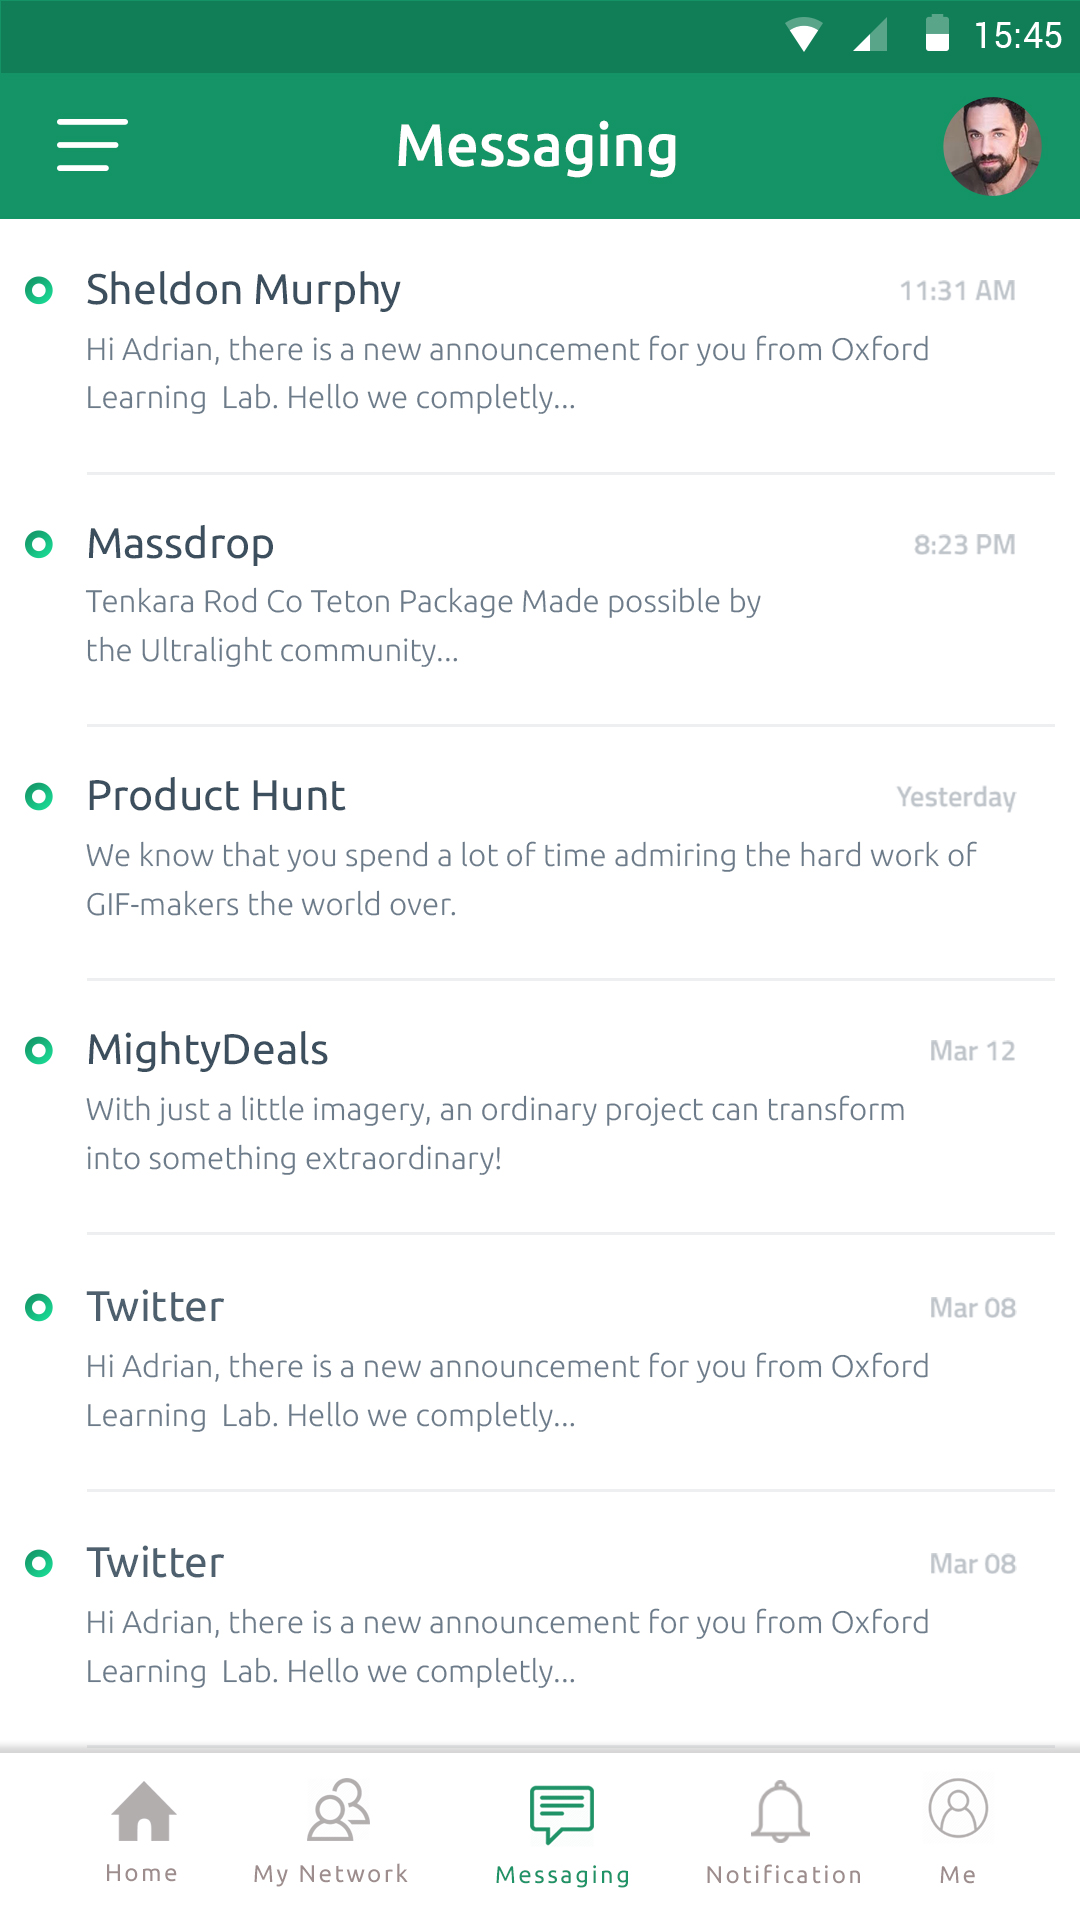 15:45
Messaging
Sheldon Murphy
11:31 AM
Hi Adrian, there is a new announcement for you from Oxford
Learning  Lab. Hello we completly...
Massdrop
8:23 PM
Tenkara Rod Co Teton Package Made possible by
the Ultralight community...
Product Hunt
Yesterday
We know that you spend a lot of time admiring the hard work of
GIF-makers the world over.
MightyDeals
Mar 12
With just a little imagery, an ordinary project can transform
into something extraordinary!
Twitter
Mar 08
Hi Adrian, there is a new announcement for you from Oxford
Learning  Lab. Hello we completly...
Twitter
Mar 08
Hi Adrian, there is a new announcement for you from Oxford
Learning  Lab. Hello we completly...
Home
My Network
Messaging
Notification
Me